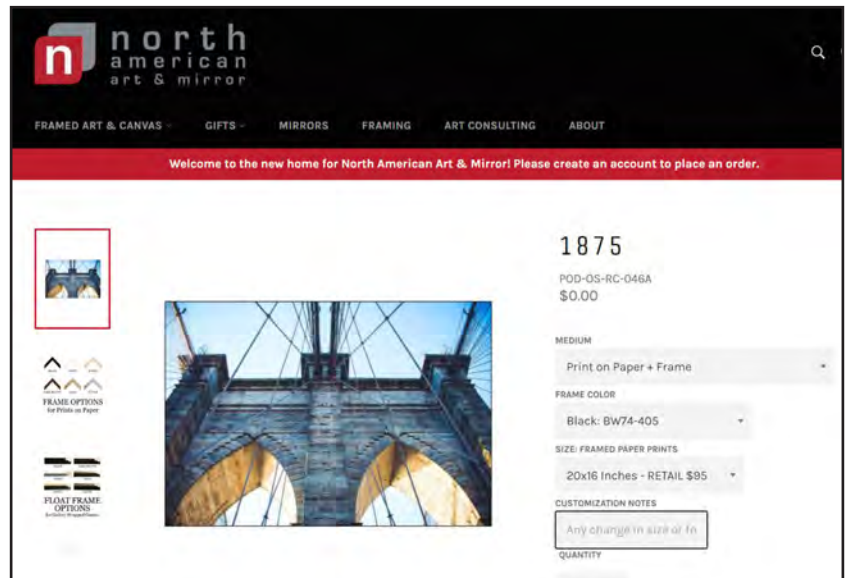 n
north
american
art & mirror
FRAMED ART & CANVAS
GIFTS
MIRRORS
FRAMING
ART CONSULTING
ABOUT
Welcome to the new home for North American Art & Mirror! Please create an account to place an order.
1875
POD-OS-RC-046A
$0.00
MEDIUM
Print on Paper + Frame
FRAME COLOR
Black: BW74-405
SIZE: FRAMED PAPER PRINTS
20x16 Inches - RETAIL $95
CUSTOMIZATION NOTES
Any change in size or
QUANTITY
FRAME OPTIONS
for Prints on Paper
FLOAT FRAME
OPTIONS